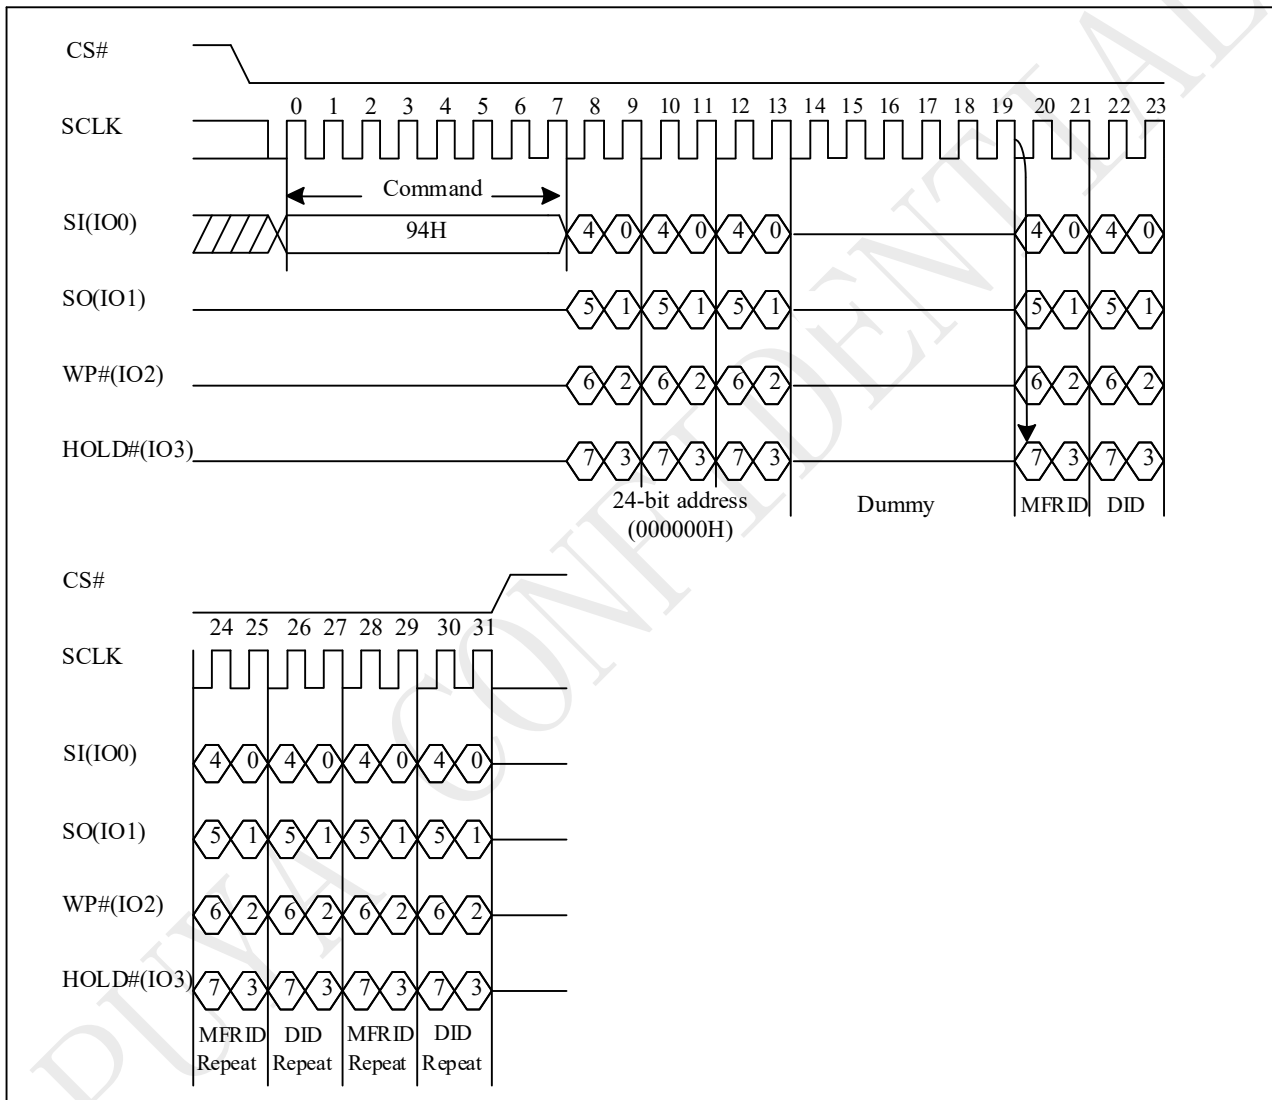 CS#
0 1 2 3 4 5 6 7 8 9 10 11 12 13 14 15 16 17 18 19 20 21 22 23
SCLK
Command
SI(IO0) 94H 4 0 4 0 4 0 4 0 4 0
SO(IO1) 5 1 5 1 5 1 5 1 5 1
WP#(IO2) 6 2 6 2 6 2 6 2 6 2
HOLD#(IO3) 7 3 7 3 7 3 7 3 7 3
24-bit address Dummy MFRID DID
(000000H)
CS#
24 25 26 27 28 29 30 31
SCLK
SI(IO0) 4 0 4 0 4 0 4 0
SO(IO1) 5 1 5 1 5 1 5 1
WP#(IO2) 6 2 6 2 6 2 6 2
HOLD#(IO3) 7 3 7 3 7 3 7 3
MFRID DID MFRID DID
Repeat Repeat Repeat Repeat
PUYA CONFIDENTIAL